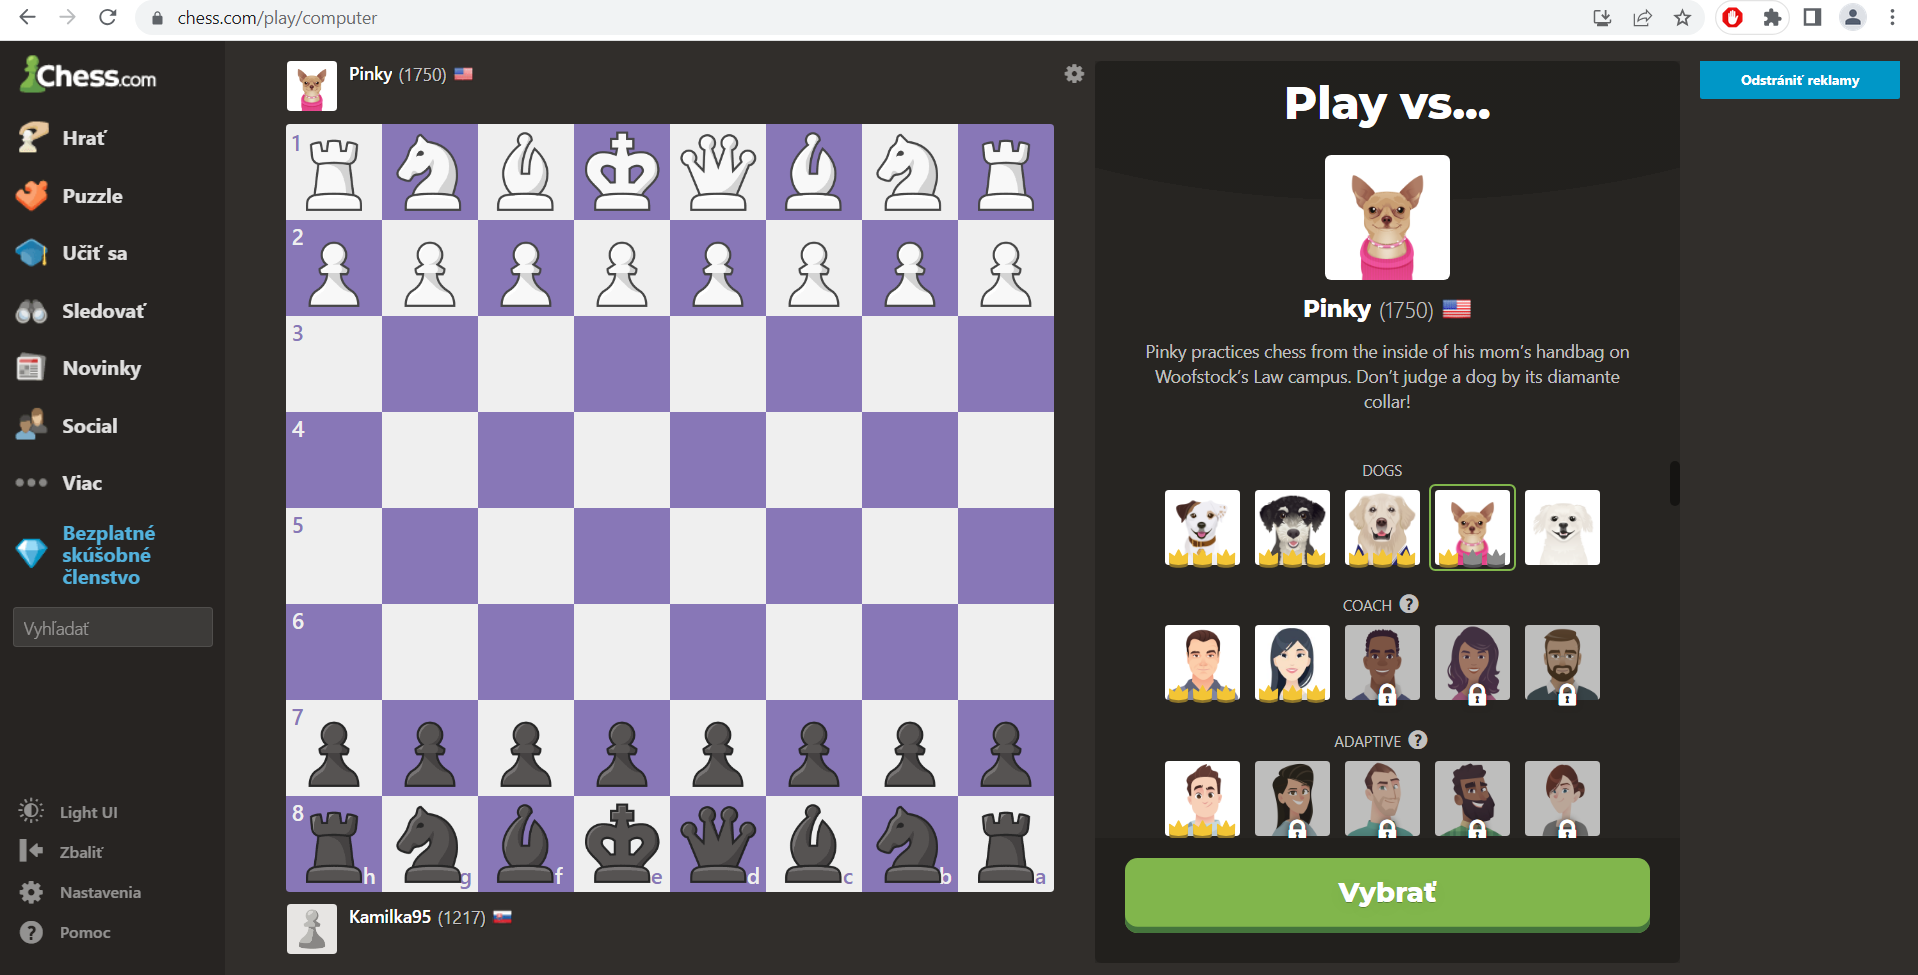 chess.com/play/computer
Chess.com
Hrať
Puzzle
Učiť sa
Sledovať
Novinky
Social
Viac
Bezplatné
skúšobné
členstvo
Vyhľadať
Light UI
Zbaliť
Nastavenia
Pomoc
Pinky (1750)
1
2
3
4
5
6
7
8
h g f e d c b a
Kamilka95 (1217)
Play vs...
Pinky (1750)
Pinky practices chess from the inside of his mom's handbag on
Woofstock's Law campus. Don't judge a dog by its diamante
collar!
DOGS
COACH ?
ADAPTIVE ?
Vybrať
Odstrániť reklamy